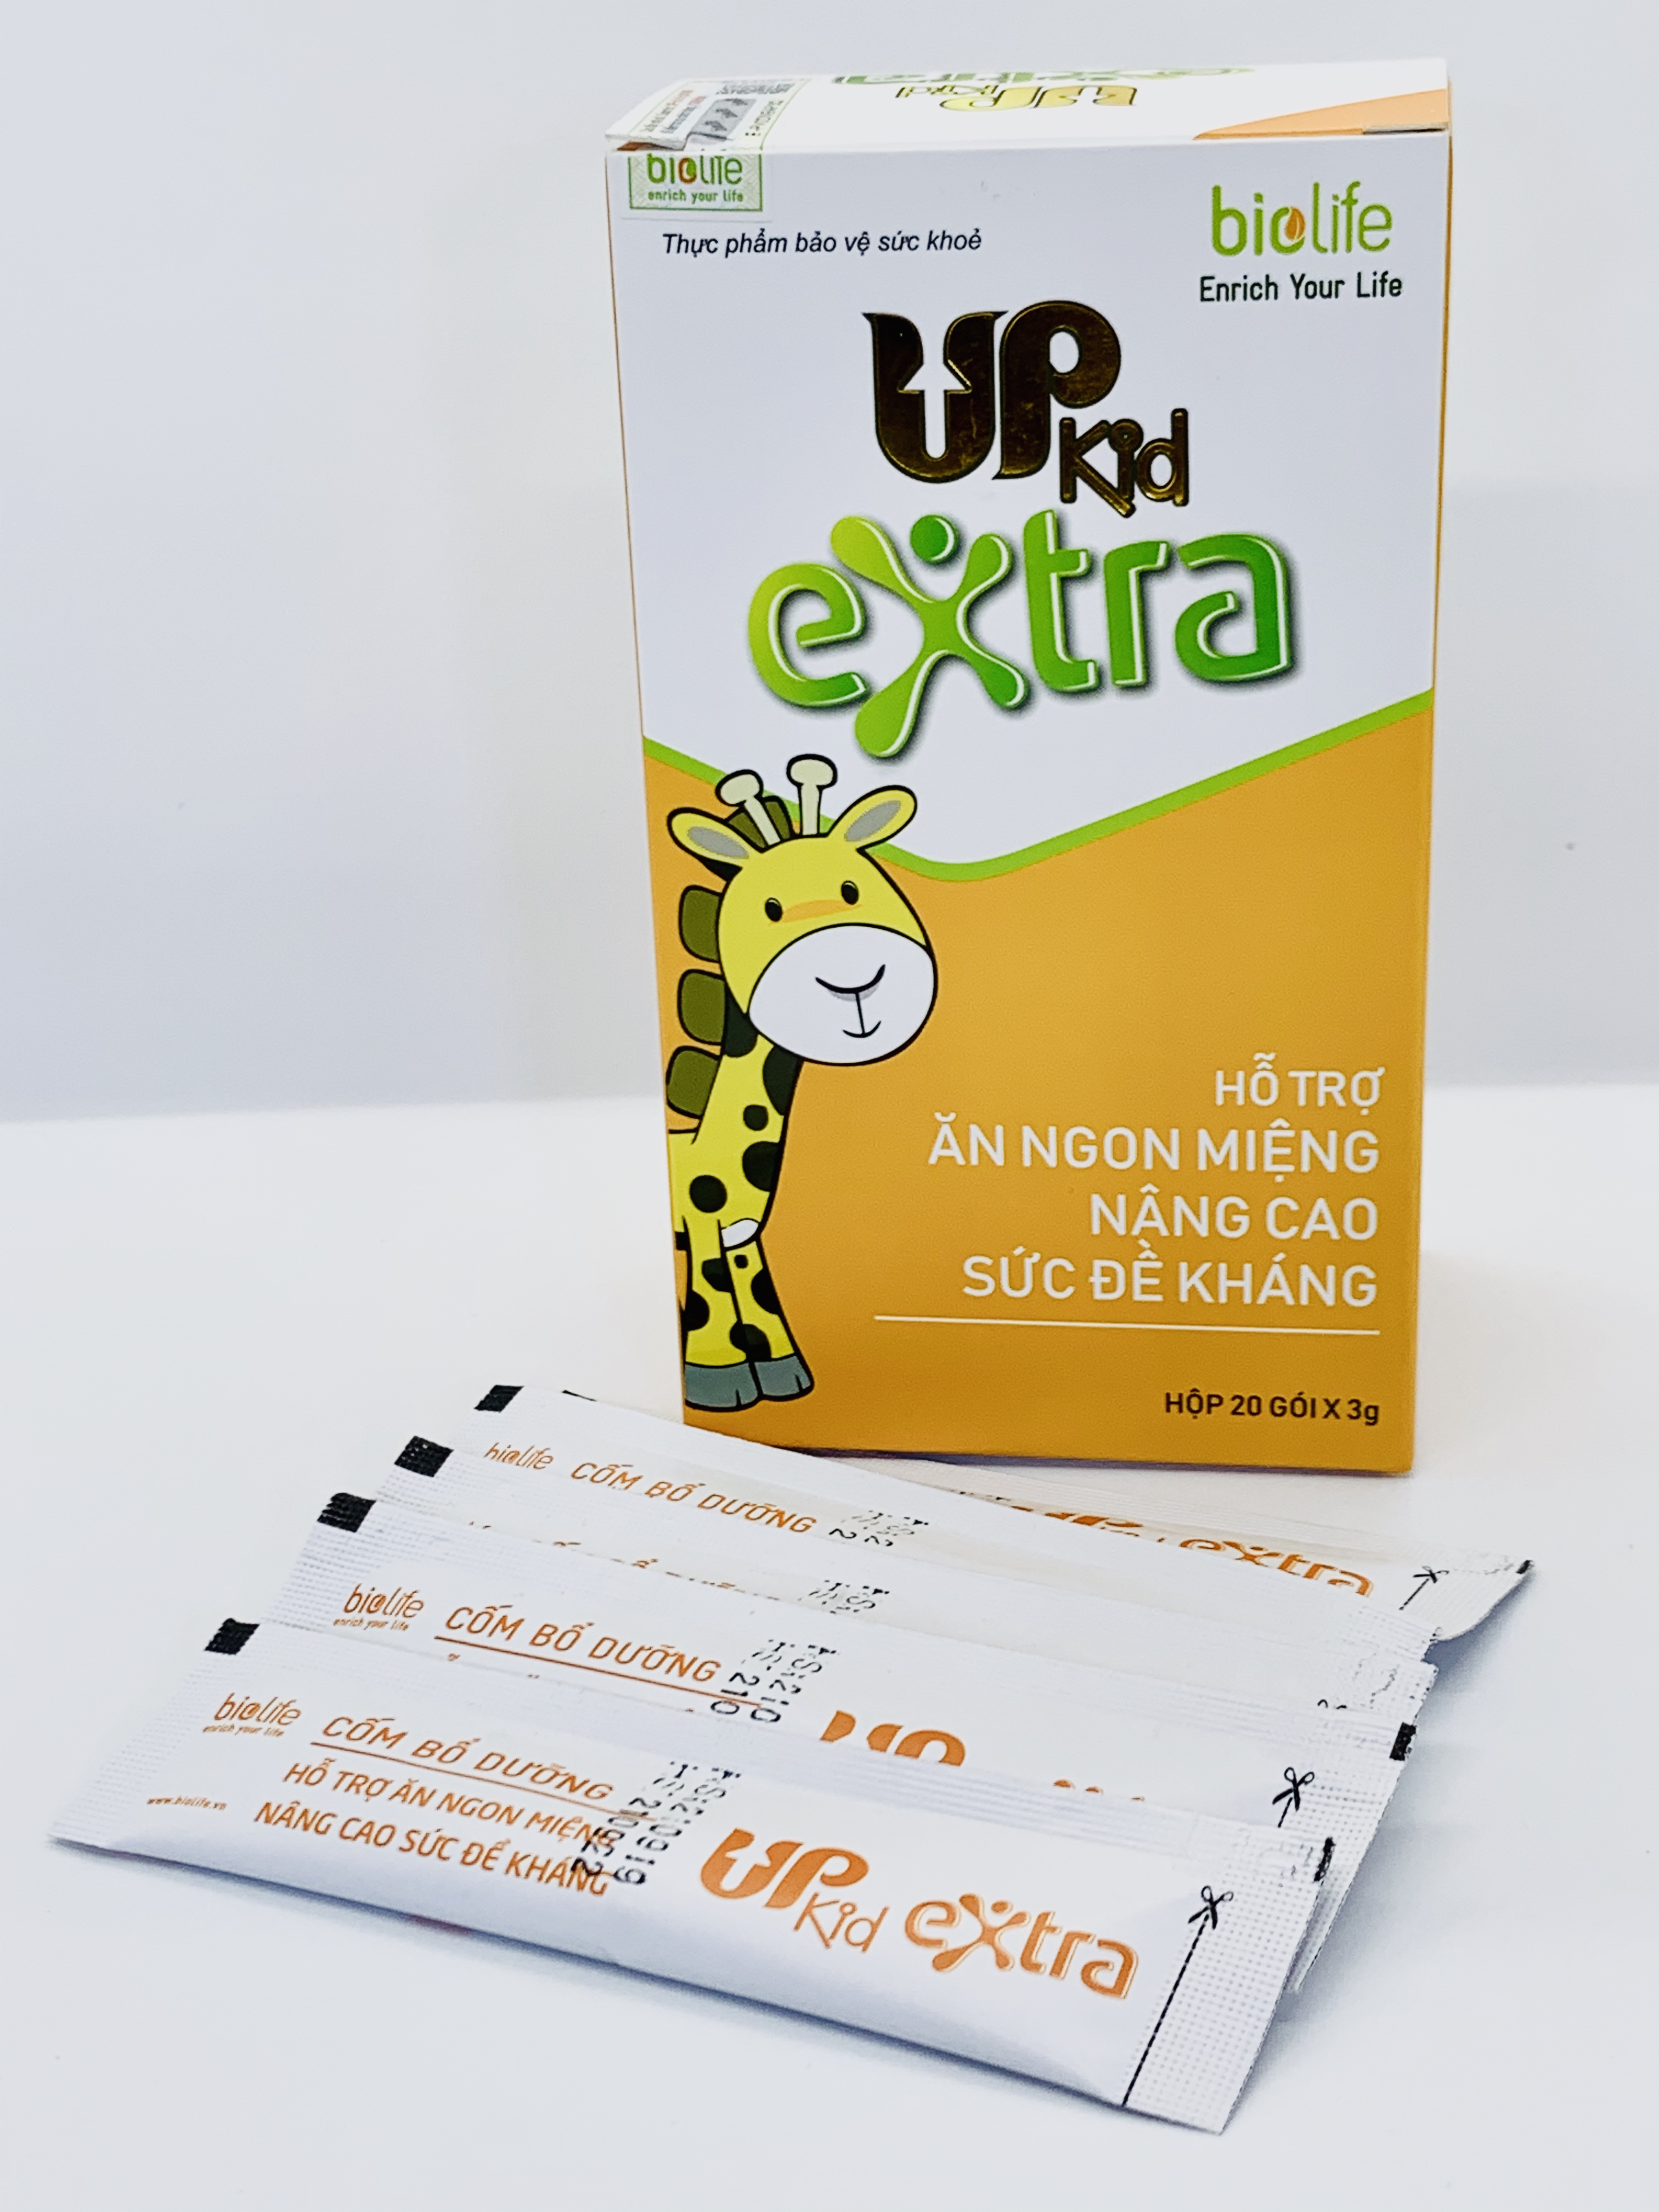 biolife
enrich your life
Thực phẩm bảo vệ sức khoẻ
biolife
Enrich Your Life
UP
Kid
extra
HỖ TRỢ
ĂN NGON MIỆNG
NÂNG CAO
SỨC ĐỀ KHÁNG
HỘP 20 GÓI X 3g
biolife CỐM BỔ DƯỠNG
extra
biolife
enrich your life
CỐM BỔ DƯỠNG
UP
biolife
enrich your life
CỐM BỔ DƯỠNG
HỖ TRỢ ĂN NGON MIỆNG
NÂNG CAO SỨC ĐỀ KHÁNG
www.biolife.vn
UP
Kid
extra